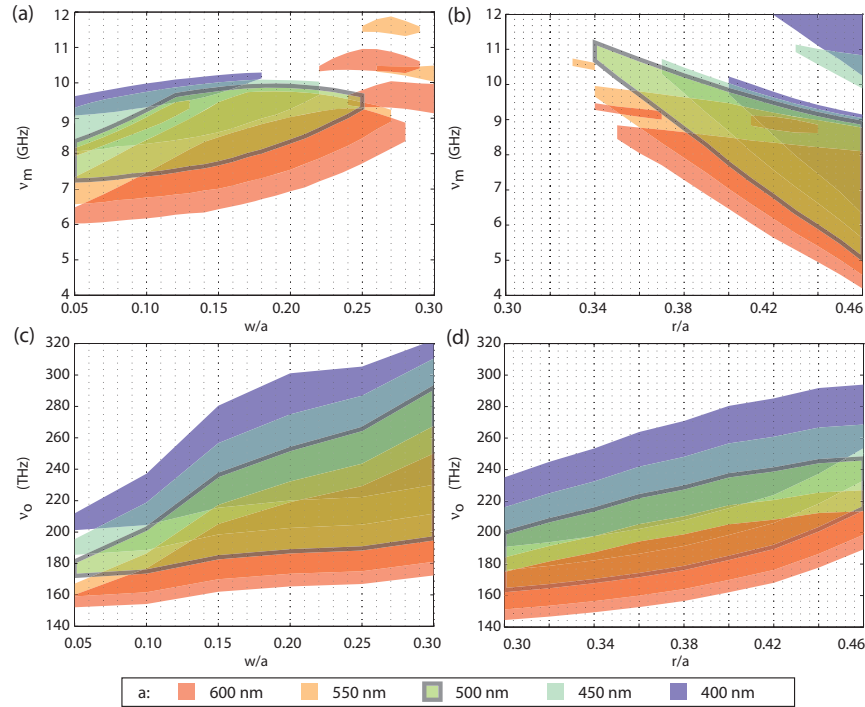 (a)
12
11
10
9
8
7
6
5
4
νm (GHz)
0.05 0.10 0.15 0.20 0.25 0.30
w/a
(b)
12
11
10
9
8
7
6
5
4
νm (GHz)
0.30 0.34 0.38 0.42 0.46
r/a
(c)
320
300
280
260
240
220
200
180
160
140
νo (THz)
0.05 0.10 0.15 0.20 0.25 0.30
w/a
(d)
320
300
280
260
240
220
200
180
160
140
νo (THz)
0.30 0.34 0.38 0.42 0.46
r/a
a: 600 nm 550 nm 500 nm 450 nm 400 nm